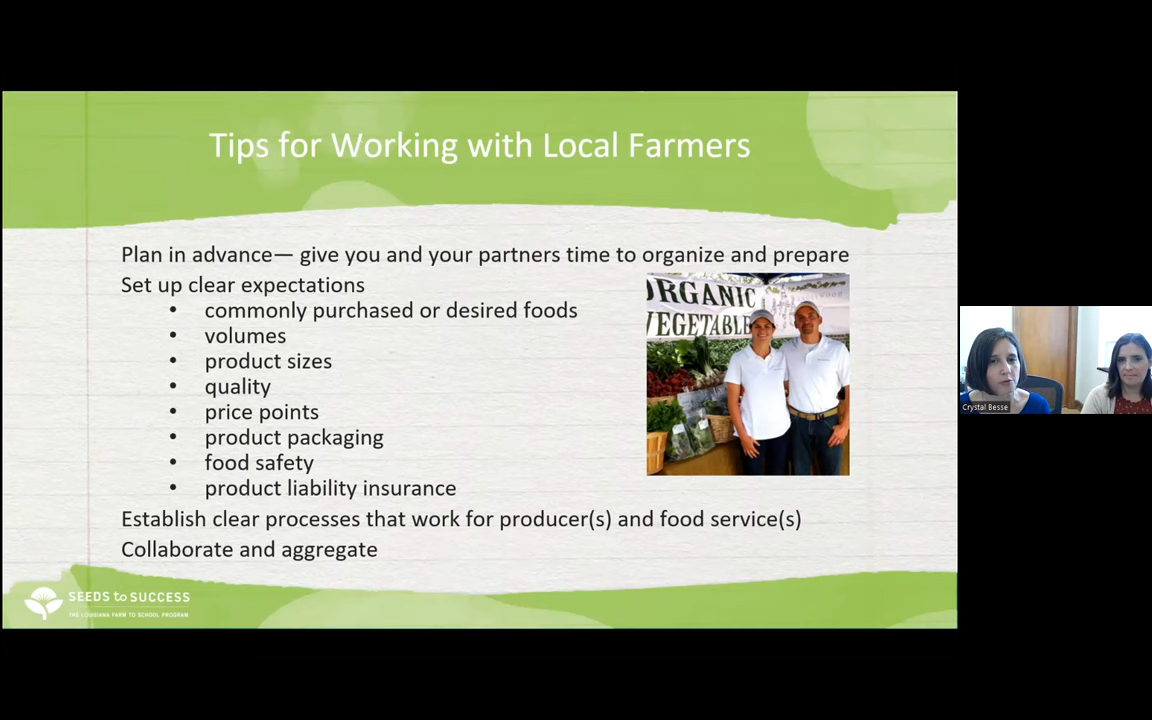 Tips for Working with Local Farmers
Plan in advance— give you and your partners time to organize and prepare
Set up clear expectations
• commonly purchased or desired foods
• volumes
• product sizes
• quality
• price points
• product packaging
• food safety
• product liability insurance
ORGANIC
VEGETABLE
Establish clear processes that work for producer(s) and food service(s)
Collaborate and aggregate
SEEDS to SUCCESS
THE LOUISIANA FARM TO SCHOOL PROGRAM
Crystal Besse